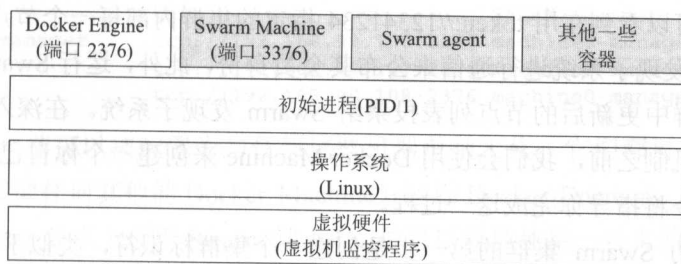 Docker Engine
(端口 2376)
Swarm Machine
(端口 3376)
Swarm agent
其他一些
容器
初始进程(PID 1)
操作系统
(Linux)
虚拟硬件
(虚拟机监控程序)